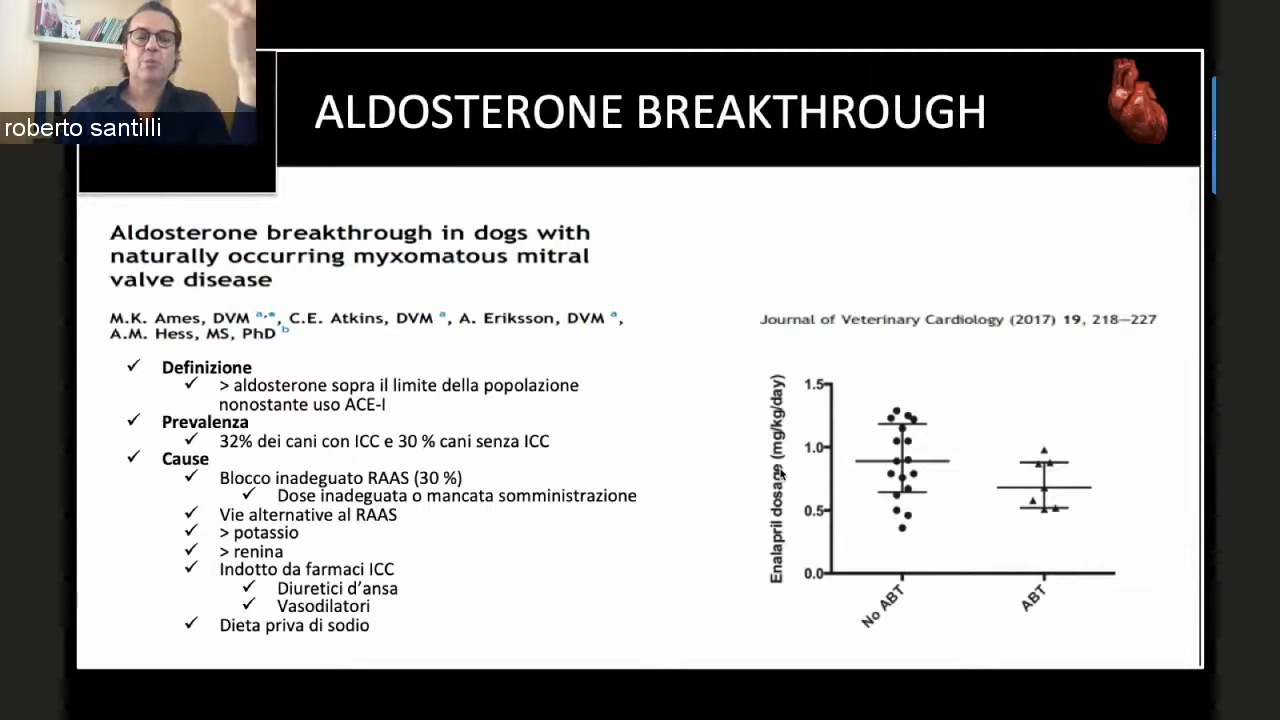 roberto santilli
ALDOSTERONE BREAKTHROUGH
Aldosterone breakthrough in dogs with
naturally occurring myxomatous mitral
valve disease
M.K. Ames, DVM a,*, C.E. Atkins, DVM a, A. Eriksson, DVM a,
A.M. Hess, MS, PhD b
Journal of Veterinary Cardiology (2017) 19, 218–227
✓ Definizione
✓ > aldosterone sopra il limite della popolazione
nonostante uso ACE-I
✓ Prevalenza
✓ 32% dei cani con ICC e 30 % cani senza ICC
✓ Cause
✓ Blocco inadeguato RAAS (30 %)
✓ Dose inadeguata o mancata somministrazione
✓ Vie alternative al RAAS
✓ > potassio
✓ > renina
✓ Indotto da farmaci ICC
✓ Diuretici d'ansa
✓ Vasodilatori
✓ Dieta priva di sodio
Enalapril dosage (mg/kg/day)
1.5
1.0
0.5
0.0
No ABT
ABT